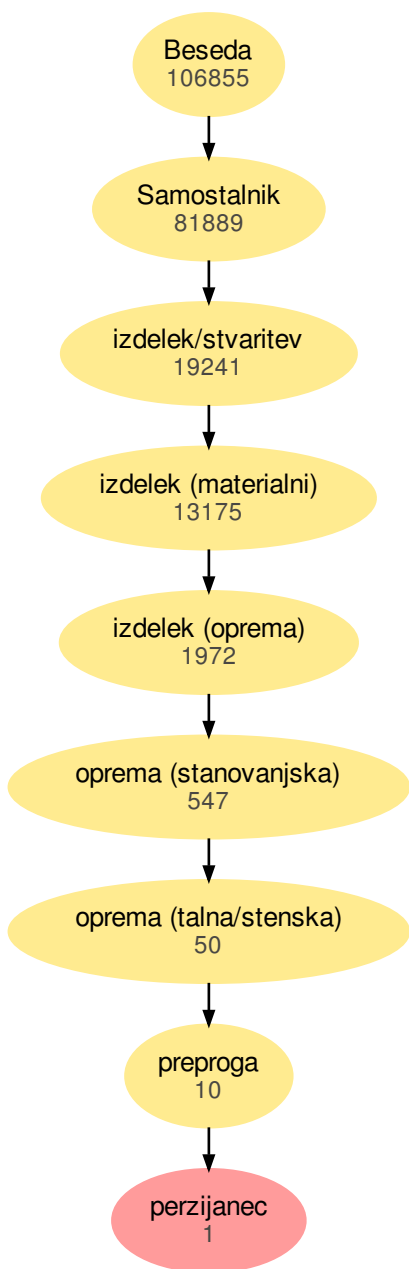 Beseda
106855
Samostalnik
81889
izdelek/stvaritev
19241
izdelek (materialni)
13175
izdelek (oprema)
1972
oprema (stanovanjska)
547
oprema (talna/stenska)
50
preproga
10
perzijanec
1